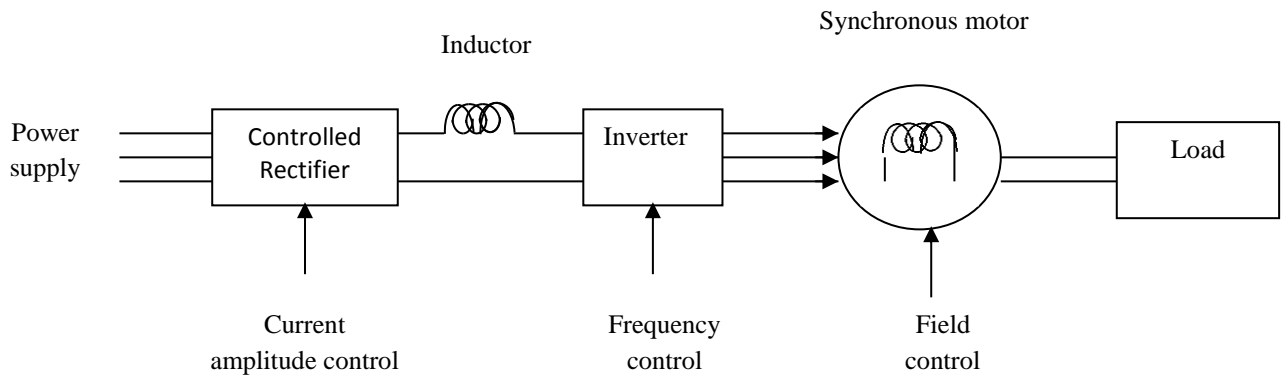 Synchronous motor
Inductor
Power
supply
Controlled
Rectifier
Inverter
Load
Current
amplitude control
Frequency
control
Field
control